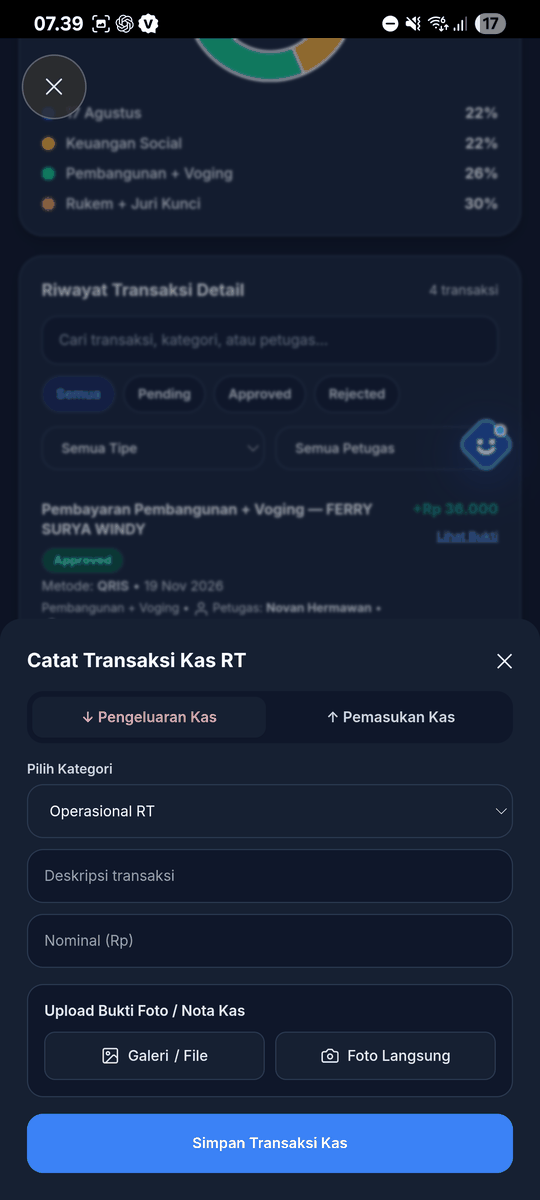 07.39
17
17 Agustus 22%
Keuangan Social 22%
Pembangunan + Voging 26%
Rukem + Juri Kunci 30%
Riwayat Transaksi Detail 4 transaksi
Cari transaksi, kategori, atau petugas...
Semua Pending Approved Rejected
Semua Tipe Semua Petugas
Pembayaran Pembangunan + Voging — FERRY +Rp 36.000
SURYA WINDY Lihat Bukti
Approved
Metode: QRIS • 19 Nov 2026
Pembangunan + Voging • Petugas: Novan Hermawan •
Catat Transaksi Kas RT
↓ Pengeluaran Kas ↑ Pemasukan Kas
Pilih Kategori
Operasional RT
Deskripsi transaksi
Nominal (Rp)
Upload Bukti Foto / Nota Kas
Galeri / File Foto Langsung
Simpan Transaksi Kas